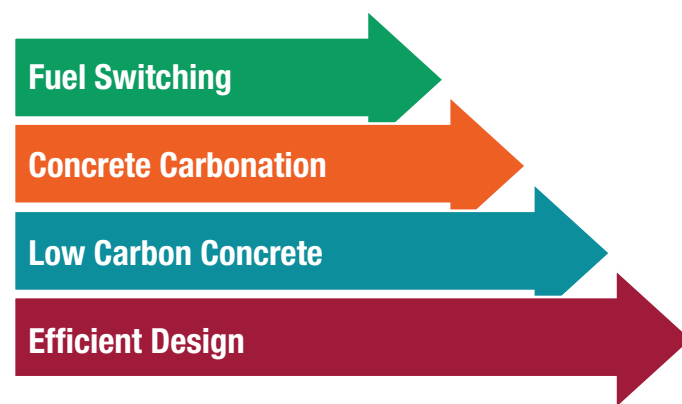 Fuel Switching
Concrete Carbonation
Low Carbon Concrete
Efficient Design